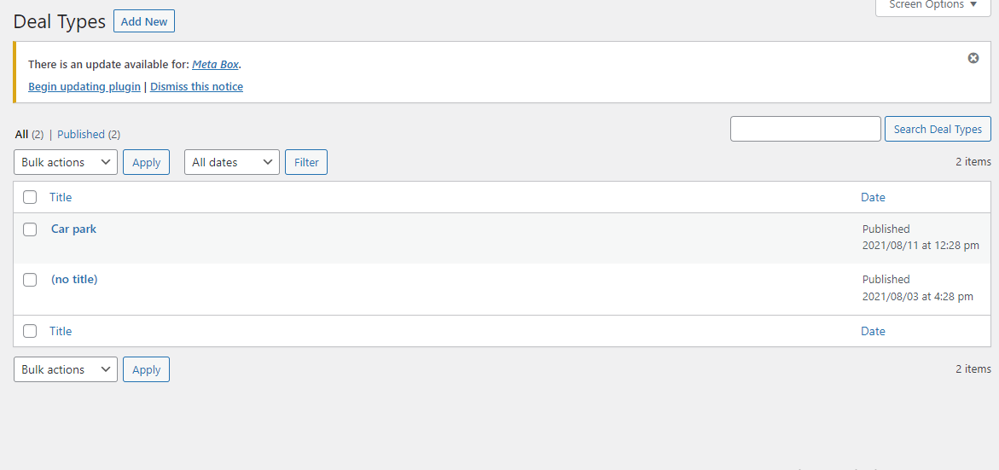 Screen Options
Deal Types Add New
There is an update available for: Meta Box.
Begin updating plugin | Dismiss this notice
All (2) | Published (2)
Search Deal Types
Bulk actions Apply All dates Filter 2 items
Title Date
Car park Published
2021/08/11 at 12:28 pm
(no title) Published
2021/08/03 at 4:28 pm
Title Date
Bulk actions Apply 2 items